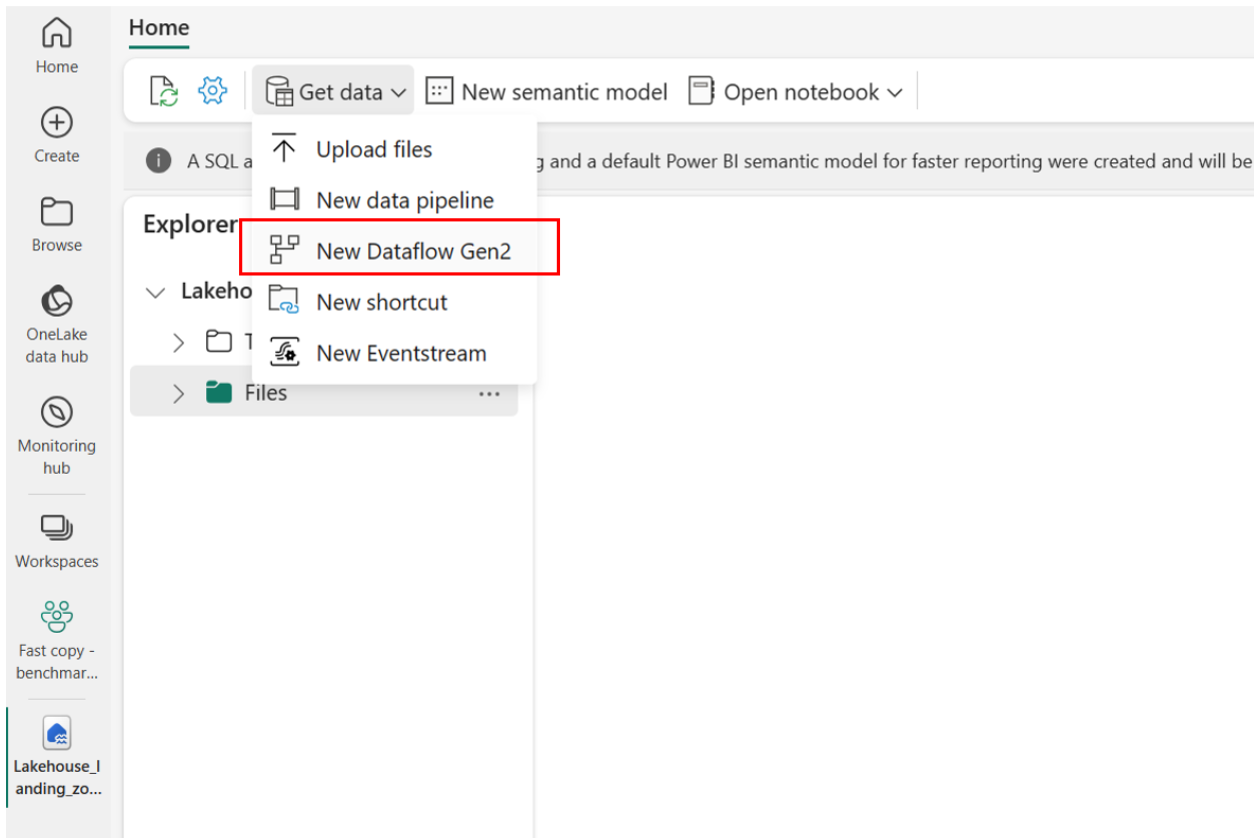 Home
Create
Browse
OneLake
data hub
Monitoring
hub
Workspaces
Fast copy -
benchmar...
Lakehouse_l
anding_zo...
Home
Get data
New semantic model
Open notebook
A SQL a
g and a default Power BI semantic model for faster reporting were created and will be
Upload files
New data pipeline
New Dataflow Gen2
New shortcut
New Eventstream
Explorer
Lakeho
T
Files
...